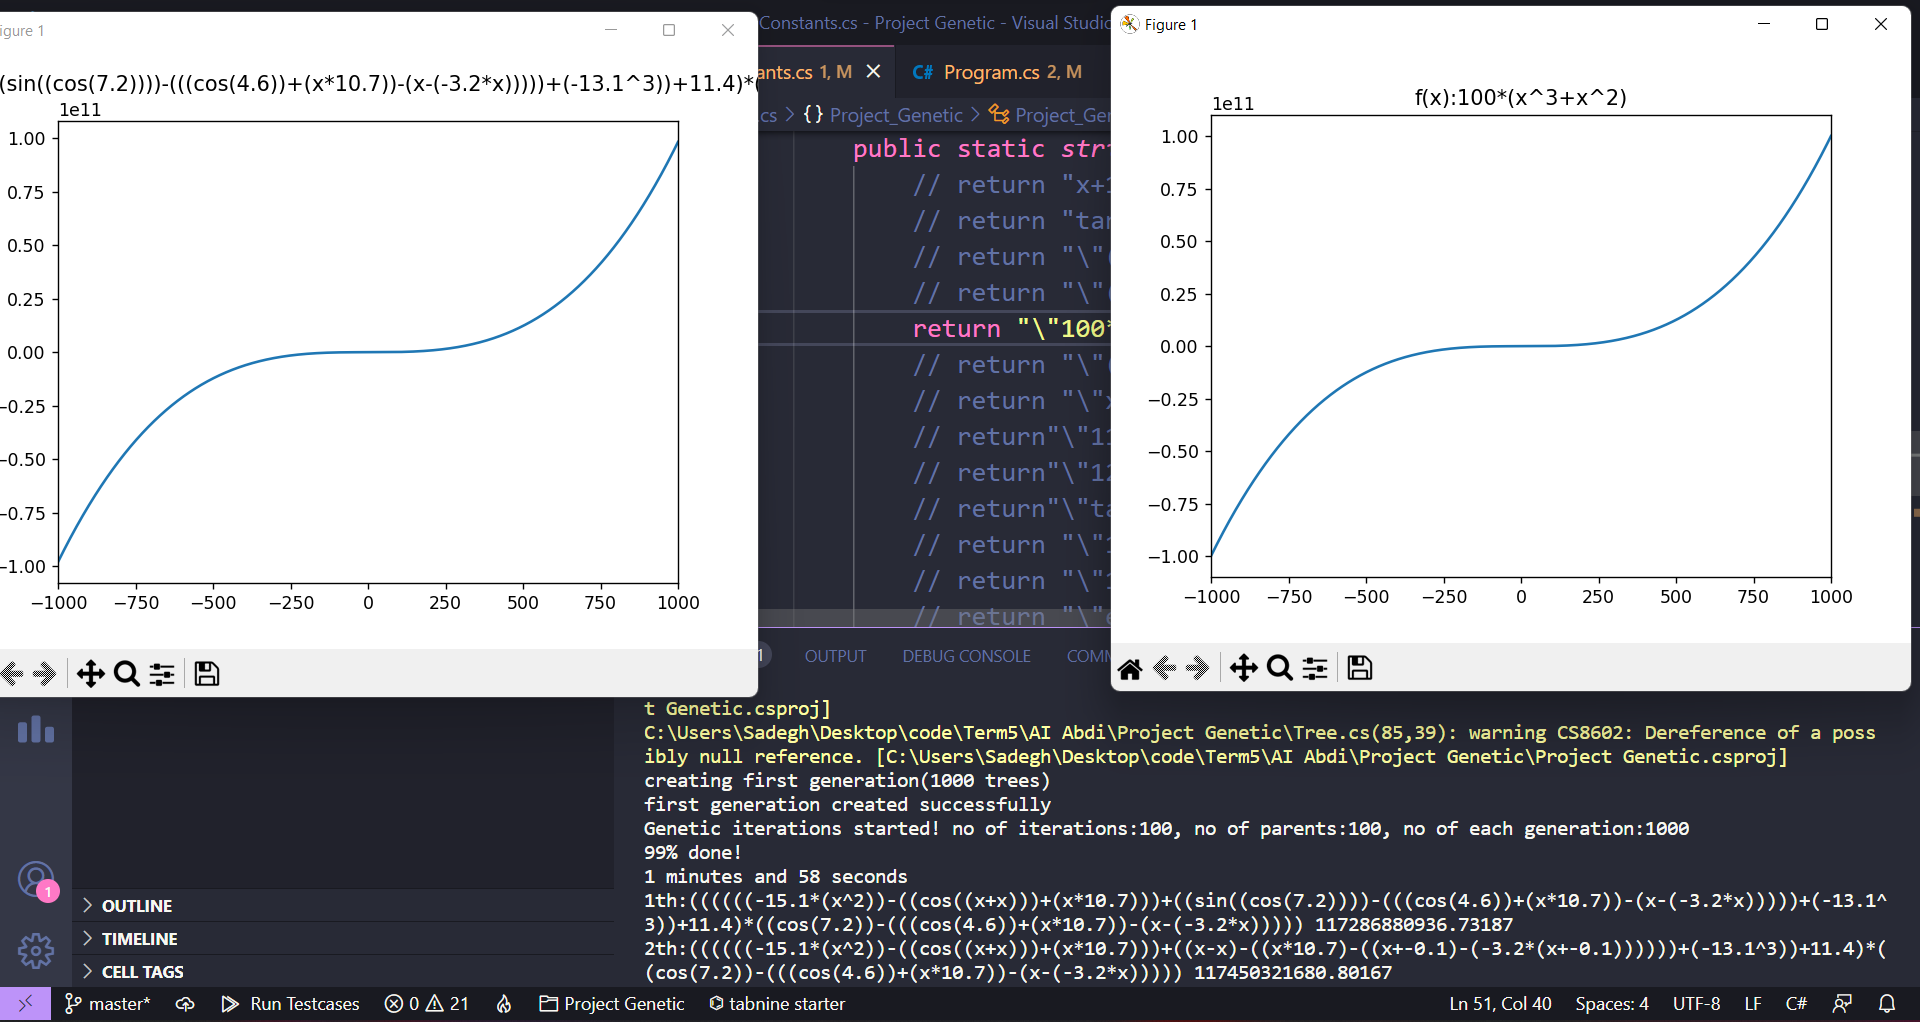 igure 1
Constants.cs - Project Genetic - Visual Studio
Figure 1
ants.cs 1, M
C# Program.cs 2, M
.cs > {} Project_Genetic > Project_Ge
(sin((cos(7.2))))-(((cos(4.6))+(x*10.7))-(x-(-3.2*x)))))+(-13.1^3))+11.4)*(
1e11
1.00
0.75
0.50
0.25
0.00
-0.25
-0.50
-0.75
-1.00
−1000 −750 −500 −250 0 250 500 750 1000
public static str
// return "x+
// return "tan
// return "\"
// return "\"
return "\"100*
// return "\"
// return "\"x
// return"\"11
// return"\"12
// return"\"ta
// return "\"
// return "\"
// return "\"e
f(x):100*(x^3+x^2)
1e11
1.00
0.75
0.50
0.25
0.00
−0.25
−0.50
−0.75
−1.00
−1000 −750 −500 −250 0 250 500 750 1000
1 OUTPUT DEBUG CONSOLE COMM
t Genetic.csproj]
C:\Users\Sadegh\Desktop\code\Term5\AI Abdi\Project Genetic\Tree.cs(85,39): warning CS8602: Dereference of a poss
ibly null reference. [C:\Users\Sadegh\Desktop\code\Term5\AI Abdi\Project Genetic\Project Genetic.csproj]
creating first generation(1000 trees)
first generation created successfully
Genetic iterations started! no of iterations:100, no of parents:100, no of each generation:1000
99% done!
1 minutes and 58 seconds
1th:((((((-15.1*(x^2))-((cos((x+x)))+(x*10.7)))+((sin((cos(7.2))))-(((cos(4.6))+(x*10.7))-(x-(-3.2*x)))))+(-13.1^
3))+11.4)*((cos(7.2))-(((cos(4.6))+(x*10.7))-(x-(-3.2*x))))) 117286880936.73187
2th:((((((-15.1*(x^2))-((cos((x+x)))+(x*10.7)))+((x-x)-((x*10.7)-((x+-0.1)-(-3.2*(x+-0.1))))))+(-13.1^3))+11.4)*(
(cos(7.2))-(((cos(4.6))+(x*10.7))-(x-(-3.2*x))))) 117450321680.80167
1
OUTLINE
TIMELINE
CELL TAGS
master* Run Testcases 0 21 Project Genetic tabnine starter Ln 51, Col 40 Spaces: 4 UTF-8 LF C#